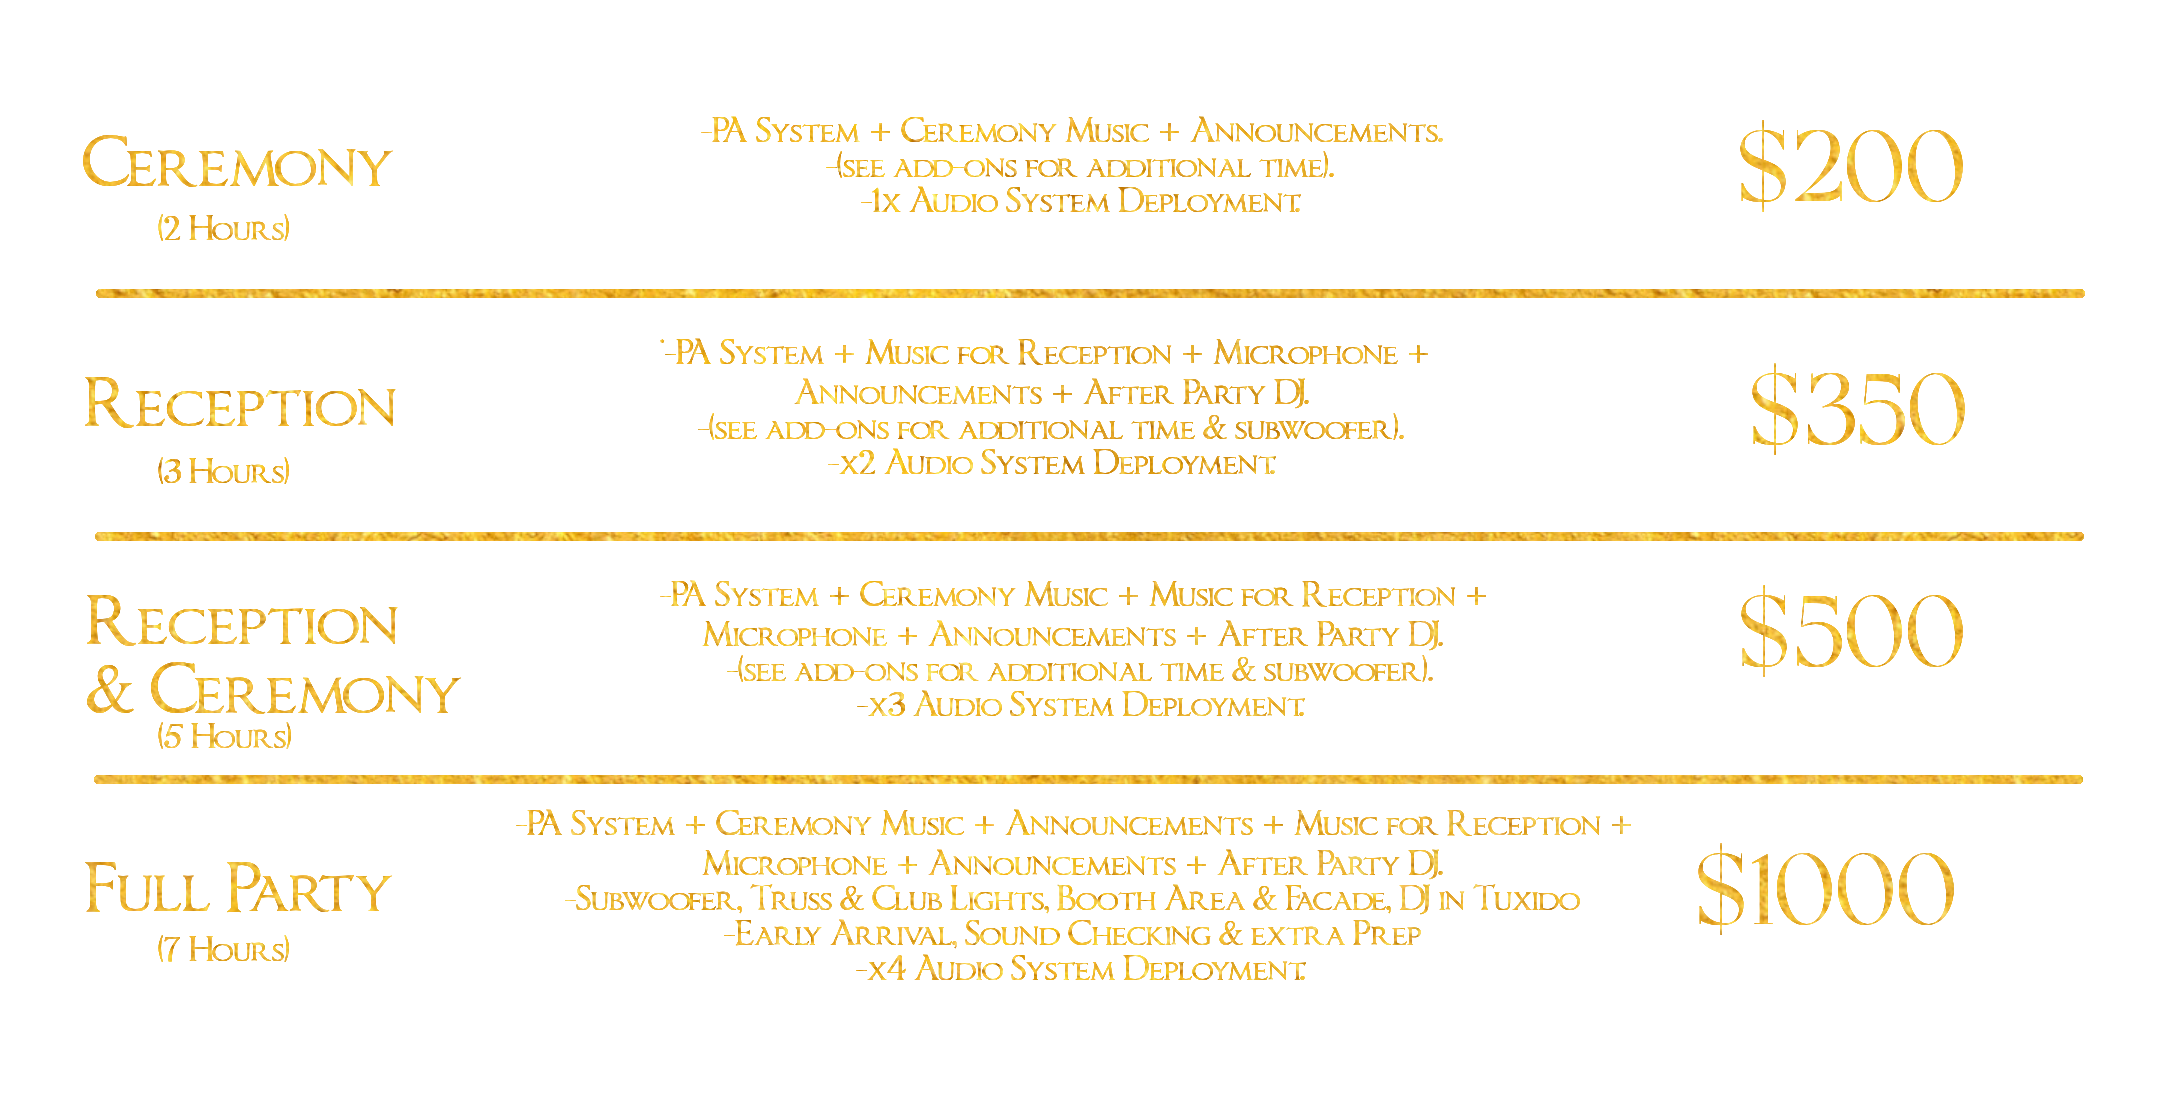 Ceremony
(2 Hours)
-PA System + Ceremony Music + Announcements.
-(see add-ons for additional time).
-1x Audio System Deployment.
$200
Reception
(3 Hours)
-PA System + Music for Reception + Microphone +
Announcements + After Party DJ.
-(see add-ons for additional time & subwoofer).
-x2 Audio System Deployment.
$350
Reception
& Ceremony
(5 Hours)
-PA System + Ceremony Music + Music for Reception +
Microphone + Announcements + After Party DJ.
-(see add-ons for additional time & subwoofer).
-x3 Audio System Deployment.
$500
Full Party
(7 Hours)
-PA System + Ceremony Music + Announcements + Music for Reception +
Microphone + Announcements + After Party DJ.
-Subwoofer, Truss & Club Lights, Booth Area & Facade, DJ in Tuxido
-Early Arrival, Sound Checking & extra Prep
-x4 Audio System Deployment.
$1000